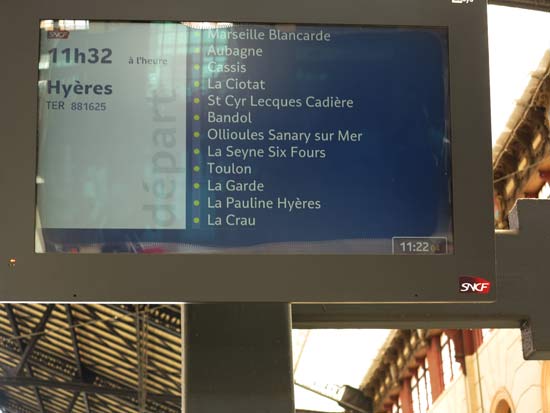 SNCF
11h32 à l'heure
Hyères
TER 881625
départ
Marseille Blancarde
Aubagne
Cassis
La Ciotat
St Cyr Lecques Cadière
Bandol
Ollioules Sanary sur Mer
La Seyne Six Fours
Toulon
La Garde
La Pauline Hyères
La Crau
11:22
SNCF